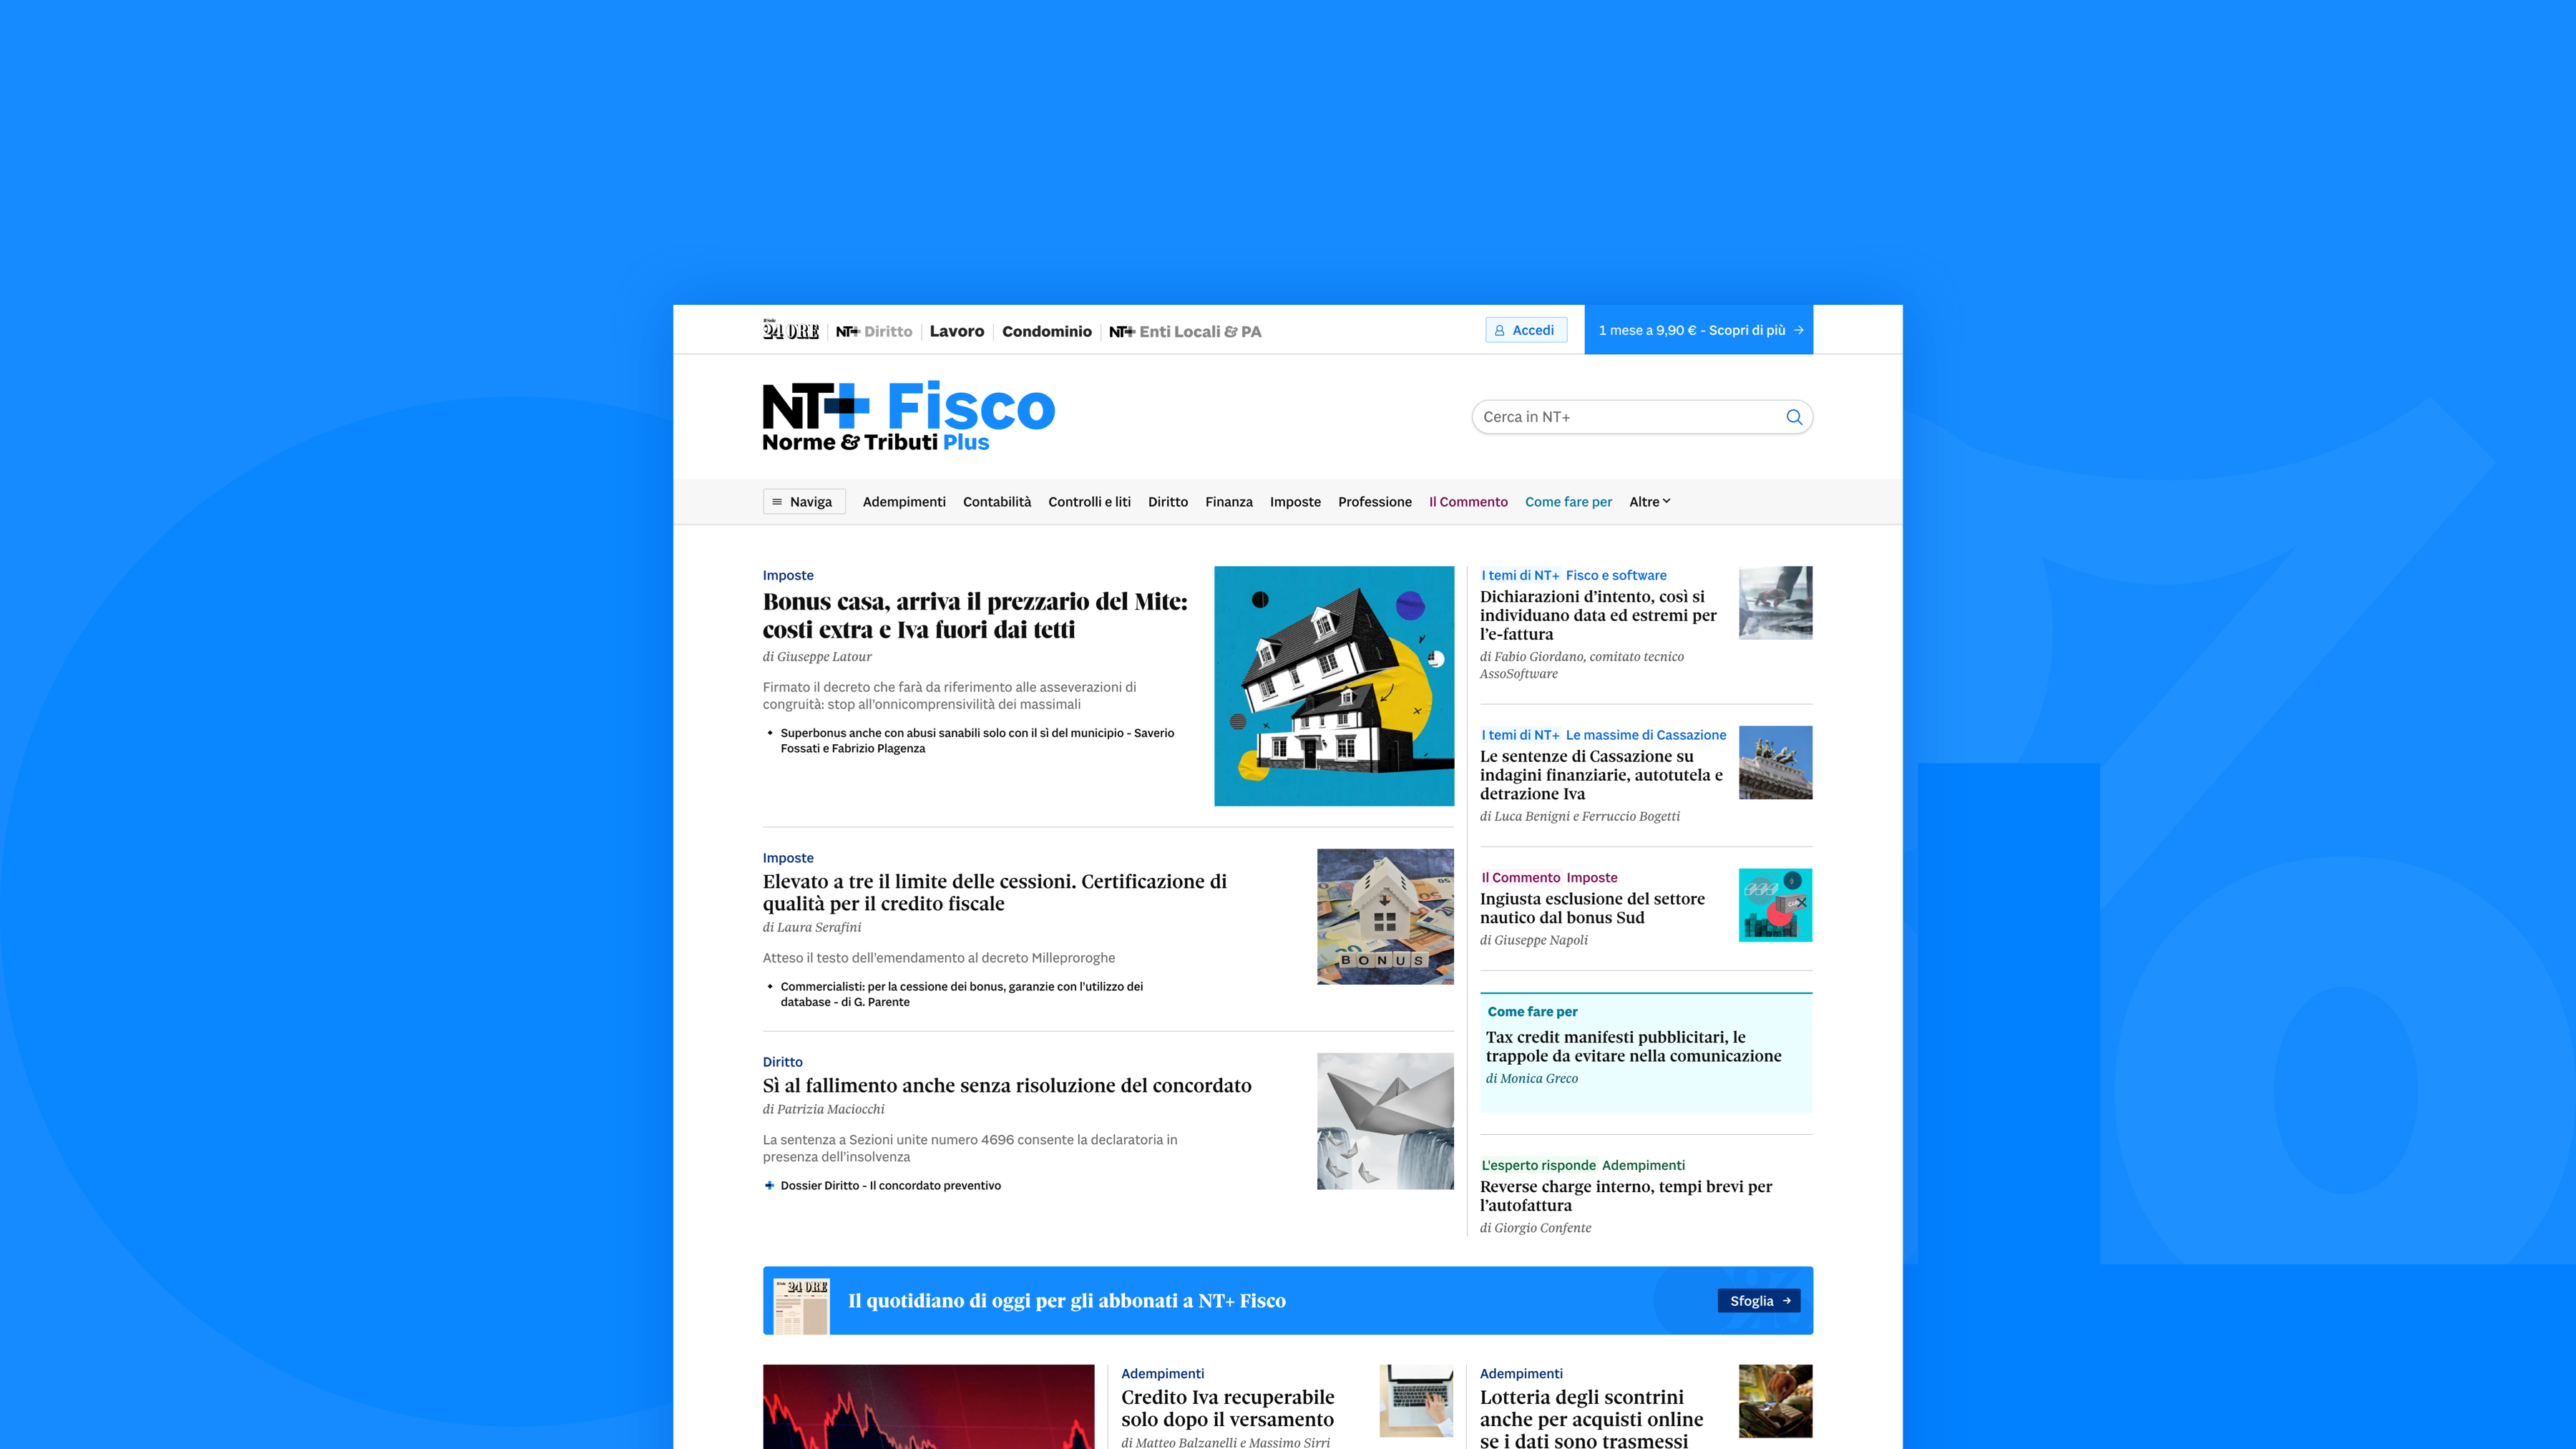 Il Sole
24 ORE
NT+ Diritto
Lavoro
Condominio
NT+ Enti Locali & PA
Accedi
1 mese a 9,90 € - Scopri di più →
NT+ Fisco
Norme & Tributi Plus
Cerca in NT+
Naviga
Adempimenti
Contabilità
Controlli e liti
Diritto
Finanza
Imposte
Professione
Il Commento
Come fare per
Altre
Imposte
Bonus casa, arriva il prezzario del Mite:
costi extra e Iva fuori dai tetti
di Giuseppe Latour
Firmato il decreto che farà da riferimento alle asseverazioni di
congruità: stop all'onnicomprensivilità dei massimali
Superbonus anche con abusi sanabili solo con il sì del municipio - Saverio
Fossati e Fabrizio Plagenza
Imposte
Elevato a tre il limite delle cessioni. Certificazione di
qualità per il credito fiscale
di Laura Serafini
Atteso il testo dell'emendamento al decreto Milleproroghe
Commercialisti: per la cessione dei bonus, garanzie con l'utilizzo dei
database - di G. Parente
BONUS
Diritto
Sì al fallimento anche senza risoluzione del concordato
di Patrizia Maciocchi
La sentenza a Sezioni unite numero 4696 consente la declaratoria in
presenza dell'insolvenza
Dossier Diritto - Il concordato preventivo
I temi di NT+ Fisco e software
Dichiarazioni d'intento, così si
individuano data ed estremi per
l'e-fattura
di Fabio Giordano, comitato tecnico
AssoSoftware
I temi di NT+ Le massime di Cassazione
Le sentenze di Cassazione su
indagini finanziarie, autotutela e
detrazione Iva
di Luca Benigni e Ferruccio Bogetti
Il Commento Imposte
Ingiusta esclusione del settore
nautico dal bonus Sud
di Giuseppe Napoli
Come fare per
Tax credit manifesti pubblicitari, le
trappole da evitare nella comunicazione
di Monica Greco
L'esperto risponde Adempimenti
Reverse charge interno, tempi brevi per
l'autofattura
di Giorgio Confente
24 ORE
Il quotidiano di oggi per gli abbonati a NT+ Fisco
Sfoglia →
Adempimenti
Credito Iva recuperabile
solo dopo il versamento
di Matteo Balzanelli e Massimo Sirri
Adempimenti
Lotteria degli scontrini
anche per acquisti online
se i dati sono trasmessi